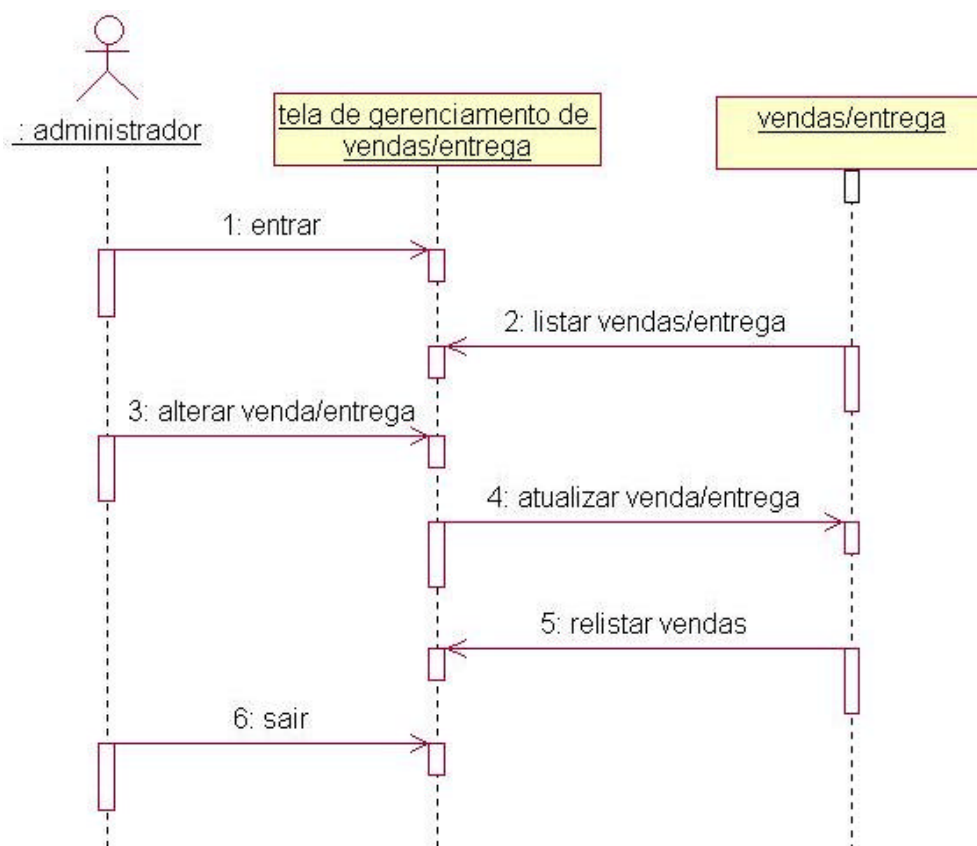 : administrador
tela de gerenciamento de
vendas/entrega
vendas/entrega
1: entrar
2: listar vendas/entrega
3: alterar venda/entrega
4: atualizar venda/entrega
5: relistar vendas
6: sair